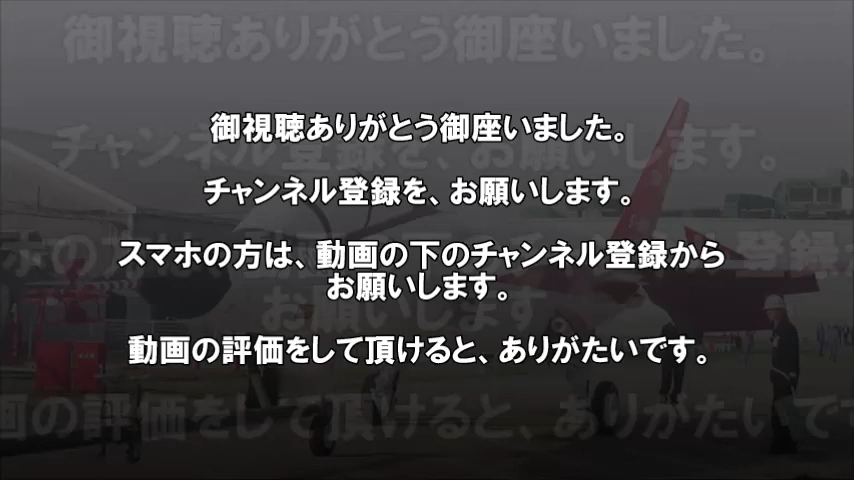 御視聴ありがとう御座いました。
チャンネル登録を、お願いします。
スマホの方は、動画の下のチャンネル登録から
お願いします。
動画の評価をして頂けると、ありがたいです。